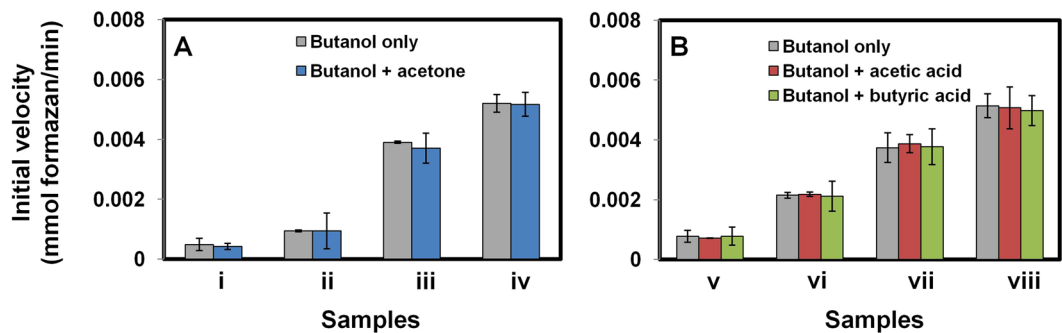 Initial velocity
(mmol formazan/min)
0.008
0.006
0.004
0.002
0
A
Butanol only
Butanol + acetone
i ii iii iv
Samples
0.008
0.006
0.004
0.002
0
B
Butanol only
Butanol + acetic acid
Butanol + butyric acid
v vi vii viii
Samples